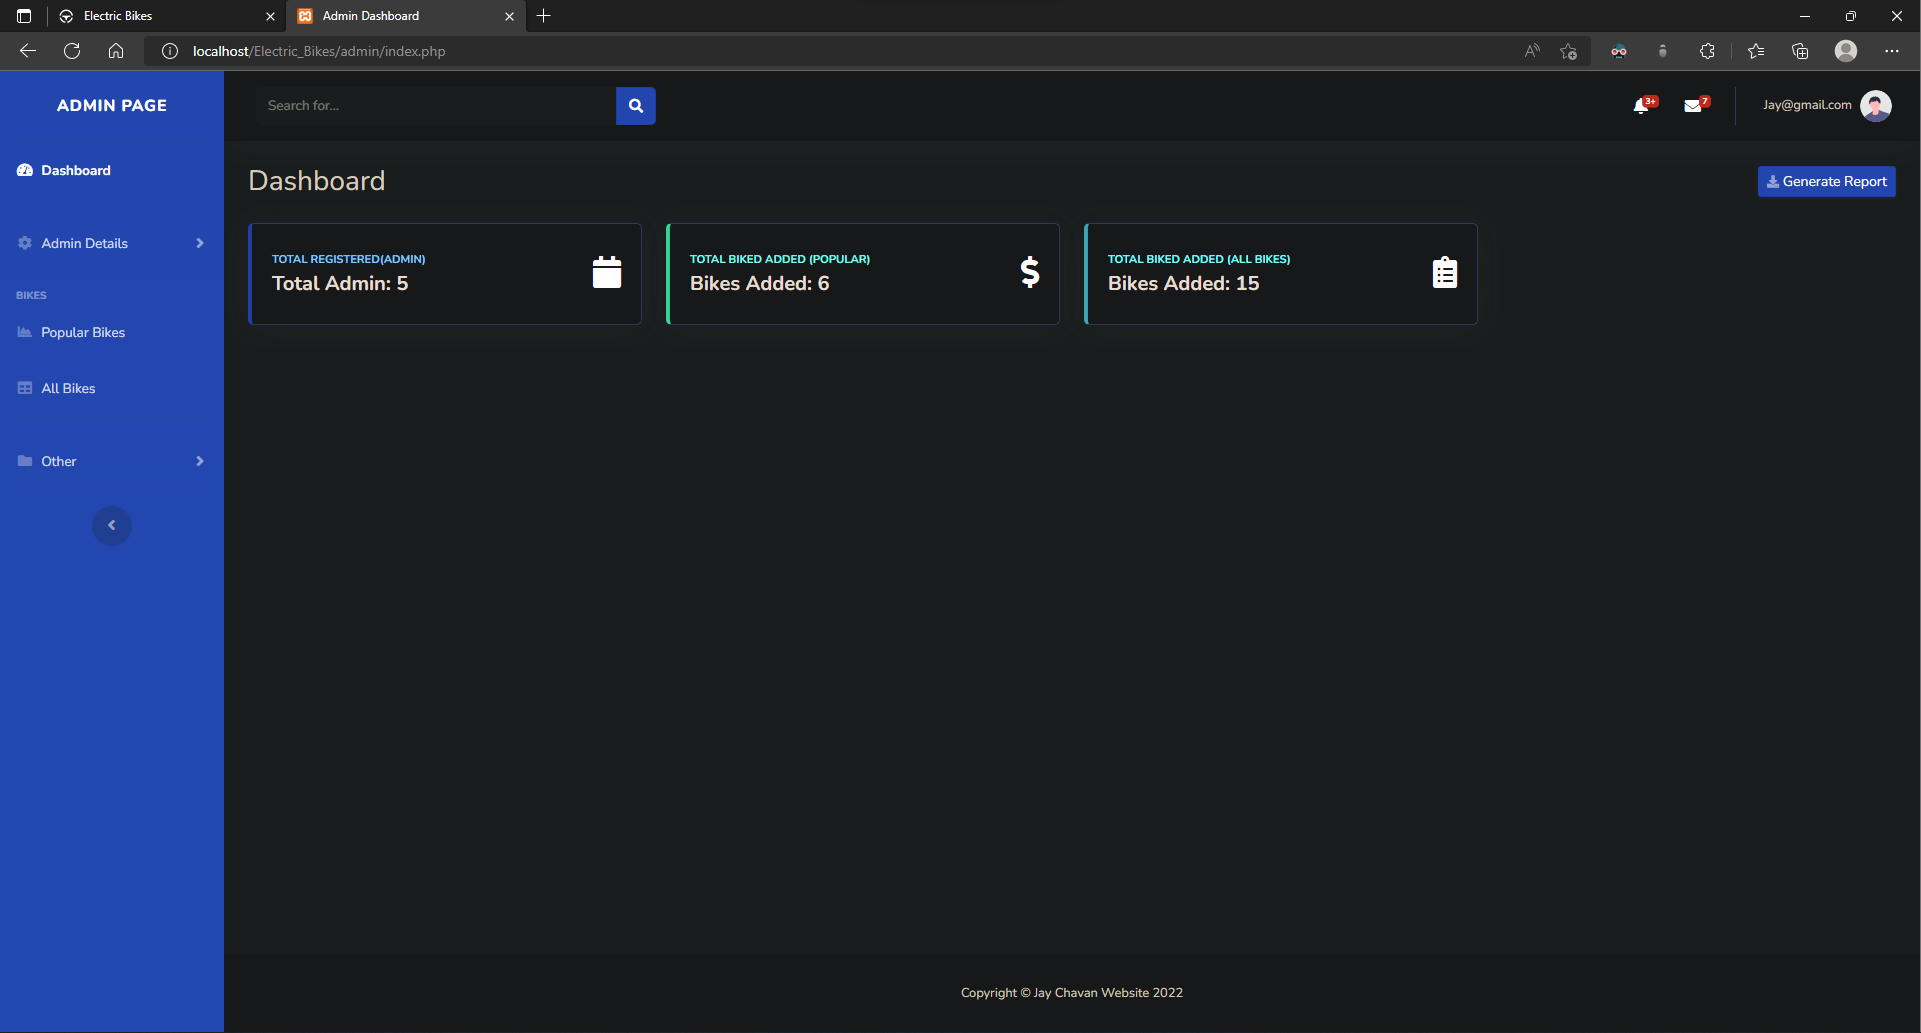 Electric Bikes
Admin Dashboard
localhost/Electric_Bikes/admin/index.php
ADMIN PAGE
Search for...
3+
7
Jay@gmail.com
Dashboard
Dashboard
Generate Report
Admin Details
TOTAL REGISTERED(ADMIN)
Total Admin: 5
TOTAL BIKED ADDED (POPULAR)
Bikes Added: 6
TOTAL BIKED ADDED (ALL BIKES)
Bikes Added: 15
BIKES
Popular Bikes
All Bikes
Other
Copyright © Jay Chavan Website 2022